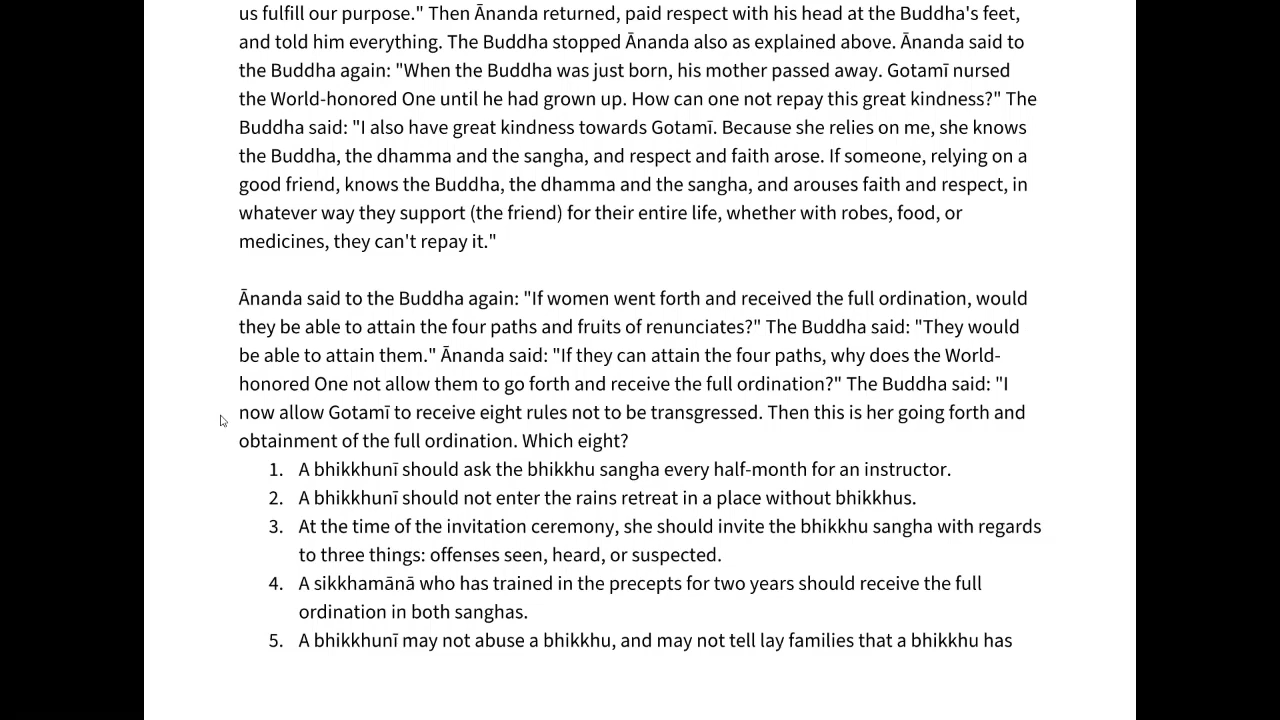 us fulfill our purpose." Then Ānanda returned, paid respect with his head at the Buddha's feet,
and told him everything. The Buddha stopped Ānanda also as explained above. Ānanda said to
the Buddha again: "When the Buddha was just born, his mother passed away. Gotamī nursed
the World-honored One until he had grown up. How can one not repay this great kindness?" The
Buddha said: "I also have great kindness towards Gotamī. Because she relies on me, she knows
the Buddha, the dhamma and the sangha, and respect and faith arose. If someone, relying on a
good friend, knows the Buddha, the dhamma and the sangha, and arouses faith and respect, in
whatever way they support (the friend) for their entire life, whether with robes, food, or
medicines, they can't repay it."
Ānanda said to the Buddha again: "If women went forth and received the full ordination, would
they be able to attain the four paths and fruits of renunciates?" The Buddha said: "They would
be able to attain them." Ānanda said: "If they can attain the four paths, why does the World-
honored One not allow them to go forth and receive the full ordination?" The Buddha said: "I
now allow Gotamī to receive eight rules not to be transgressed. Then this is her going forth and
obtainment of the full ordination. Which eight?
1. A bhikkhunī should ask the bhikkhu sangha every half-month for an instructor.
2. A bhikkhunī should not enter the rains retreat in a place without bhikkhus.
3. At the time of the invitation ceremony, she should invite the bhikkhu sangha with regards
to three things: offenses seen, heard, or suspected.
4. A sikkhamānā who has trained in the precepts for two years should receive the full
ordination in both sanghas.
5. A bhikkhunī may not abuse a bhikkhu, and may not tell lay families that a bhikkhu has